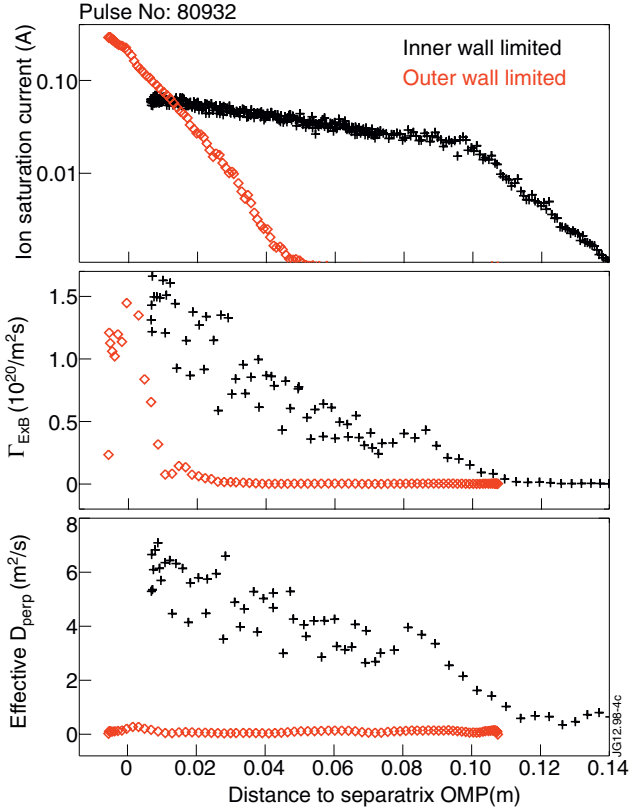 Pulse No: 80932
Ion saturation current (A)
0.10
0.01
Inner wall limited
Outer wall limited
Γ_ExB (10^20/m^2s)
1.5
1.0
0.5
0
Effective D_perp (m^2/s)
8
6
4
2
0
0 0.02 0.04 0.06 0.08 0.10 0.12 0.14
Distance to separatrix OMP(m)
JG12.98-4c